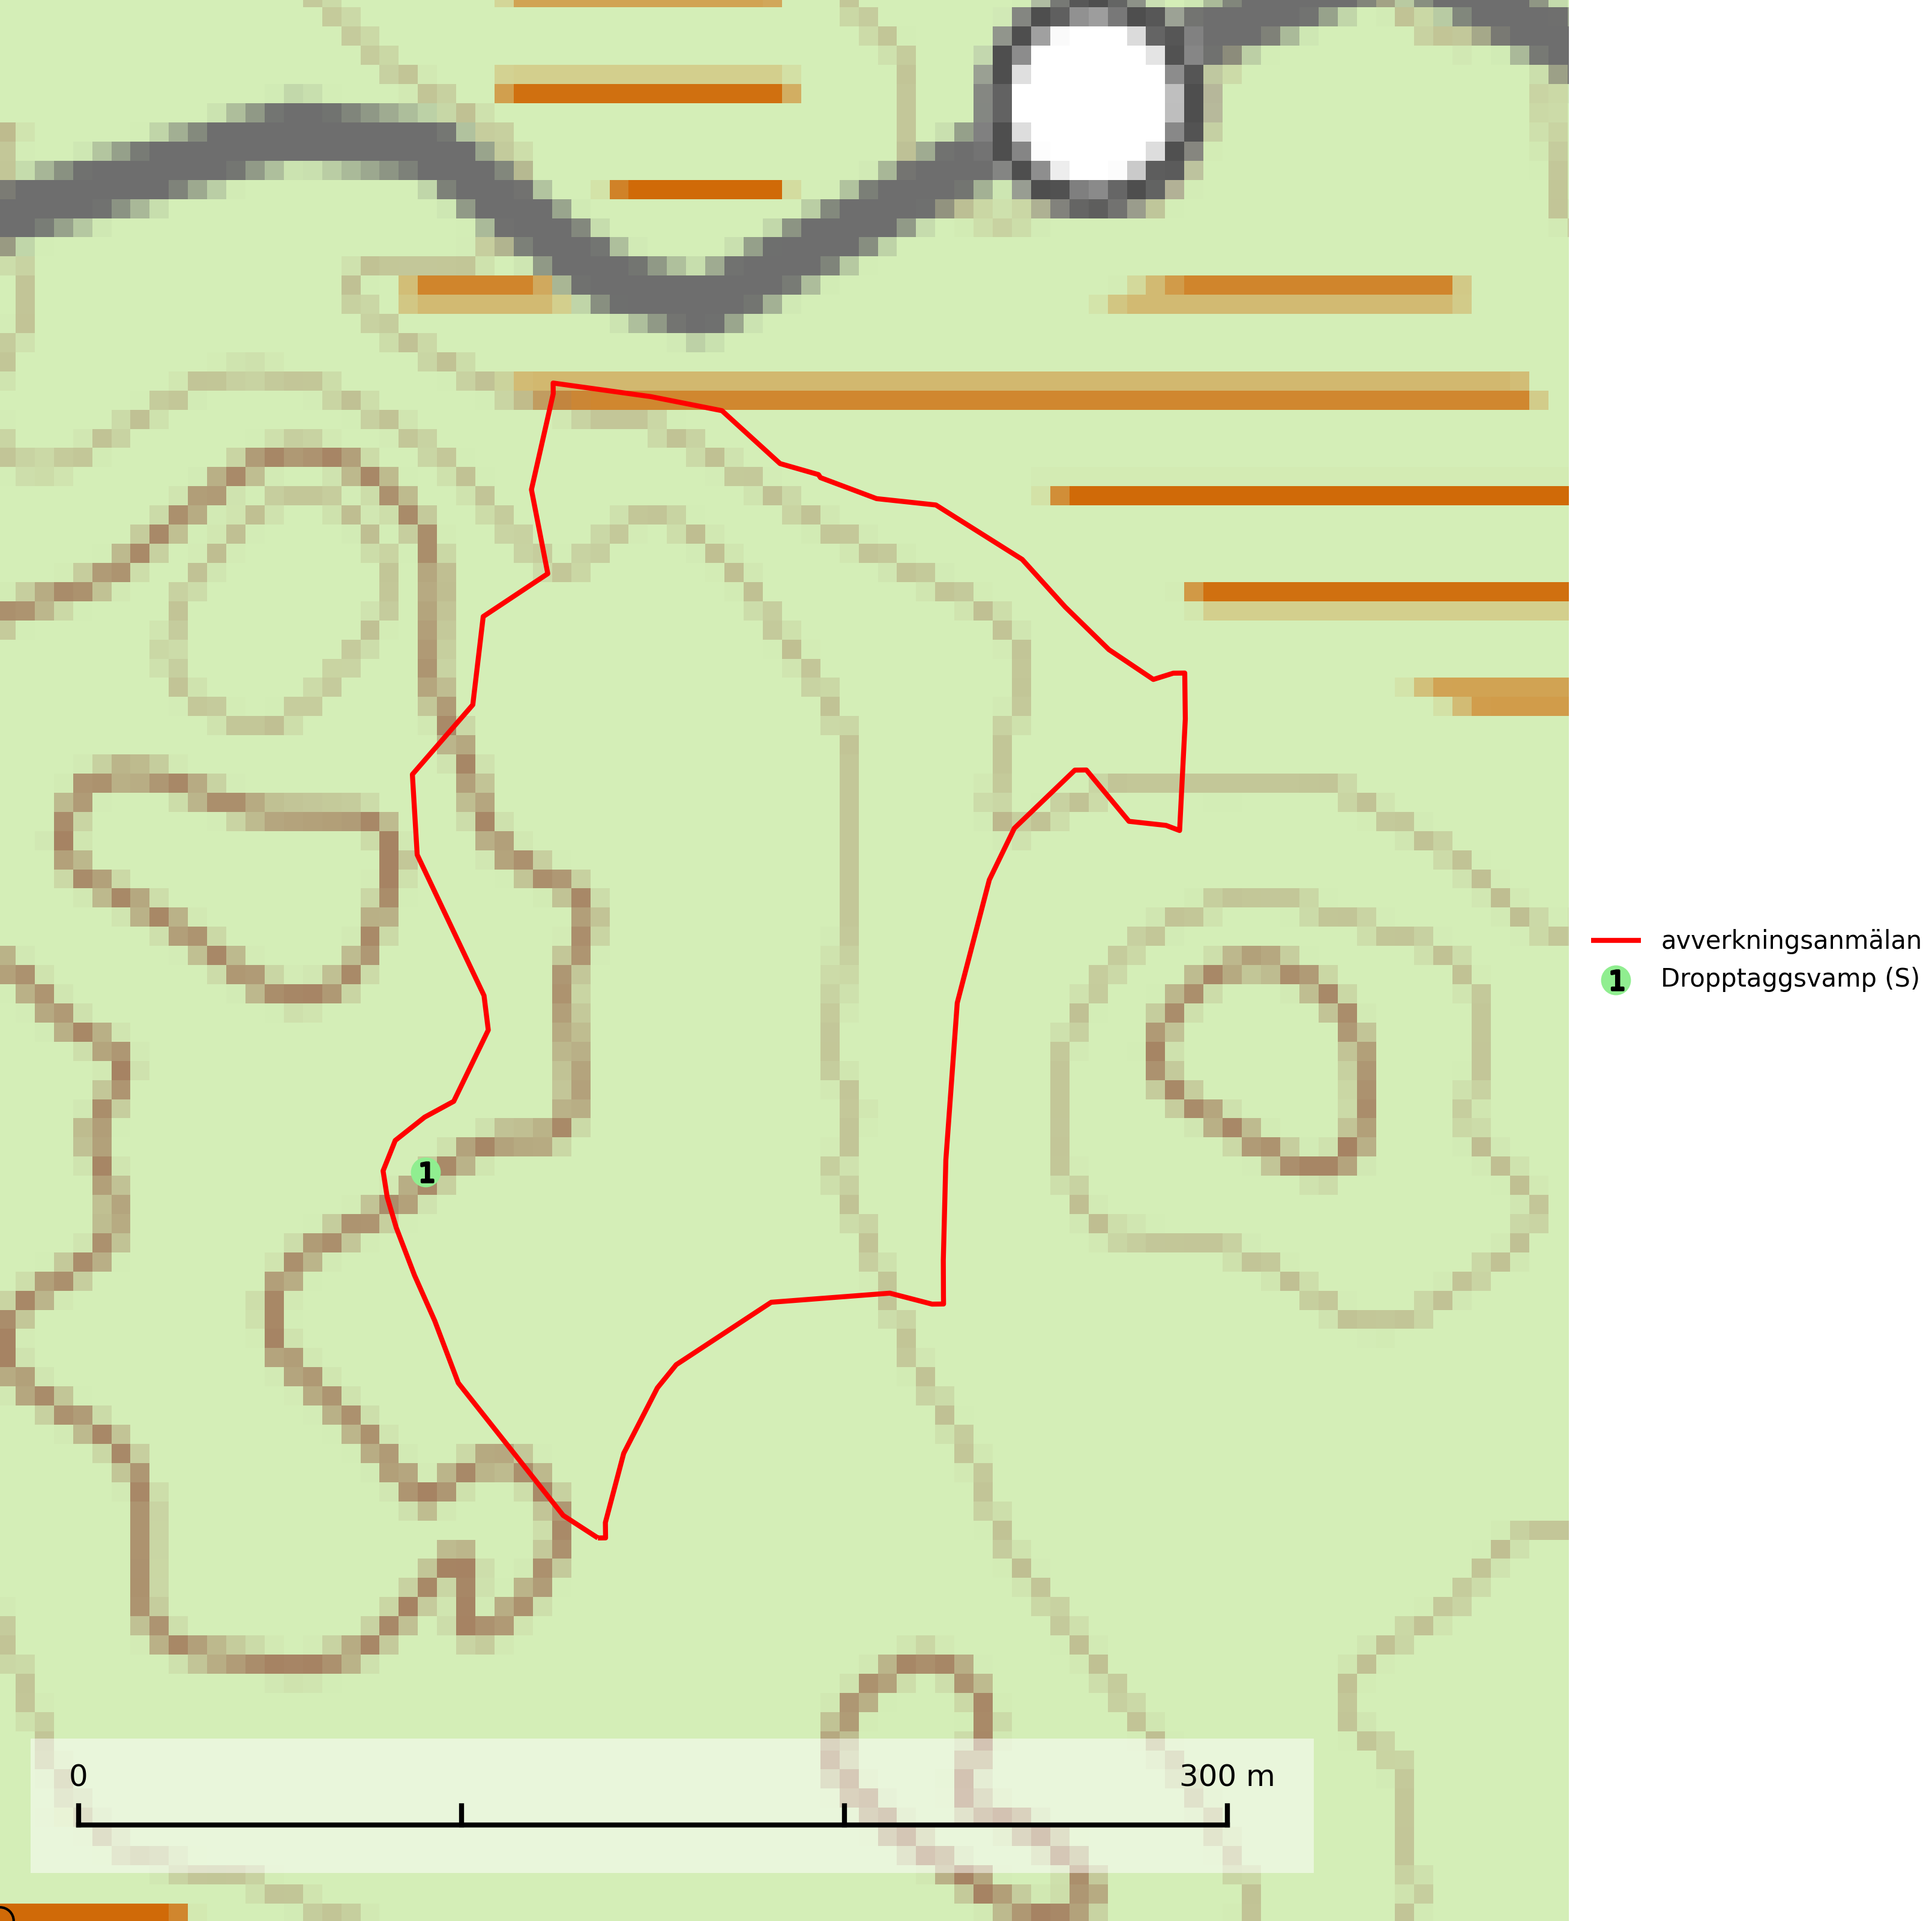 avverkningsanmälan
1 Dropptaggsvamp (S)
1
0 300 m